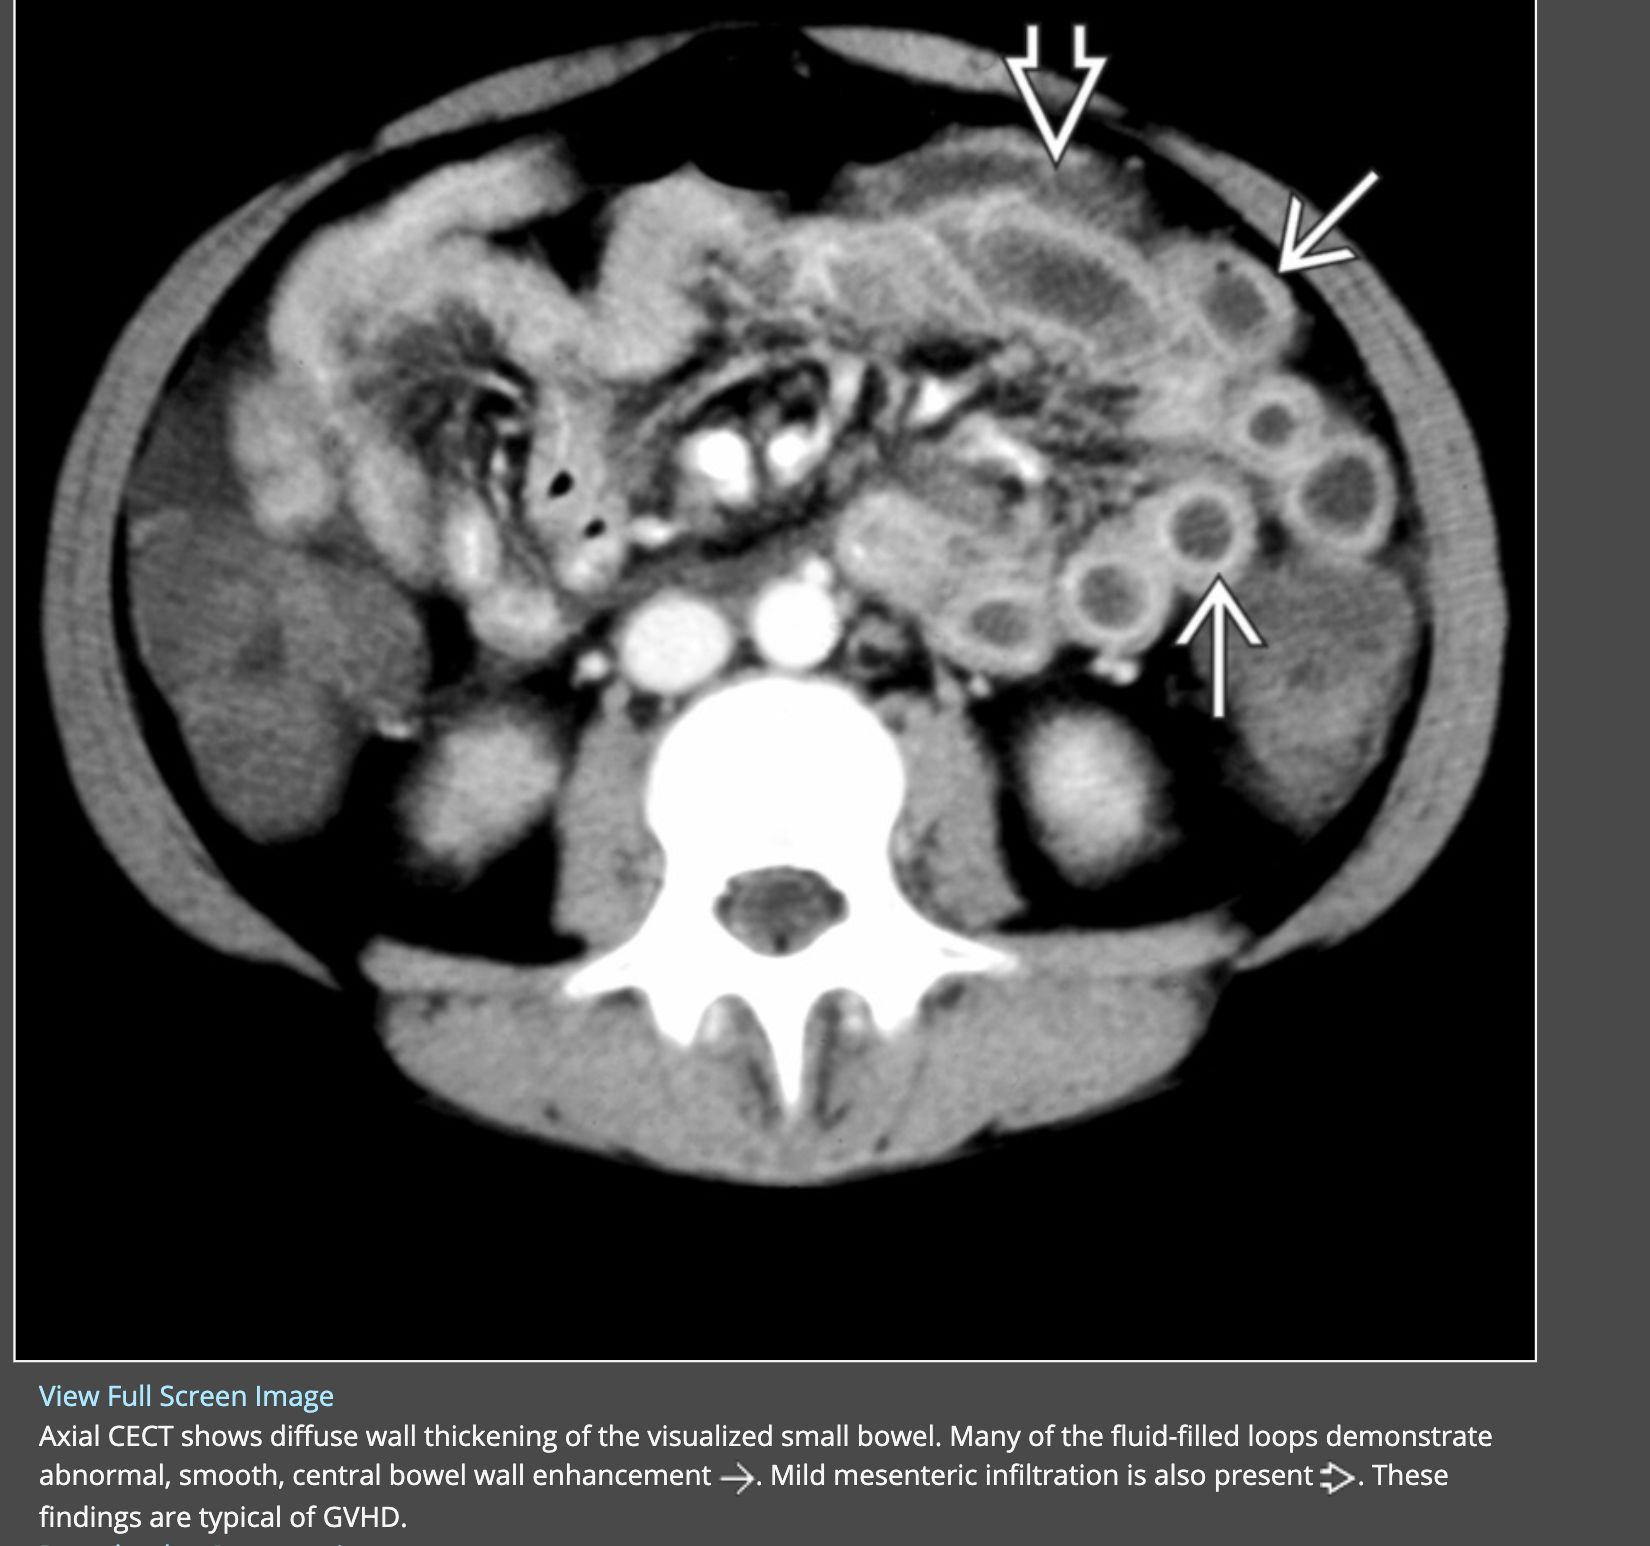 View Full Screen Image
Axial CECT shows diffuse wall thickening of the visualized small bowel. Many of the fluid-filled loops demonstrate
abnormal, smooth, central bowel wall enhancement. Mild mesenteric infiltration is also present. These
findings are typical of GVHD.